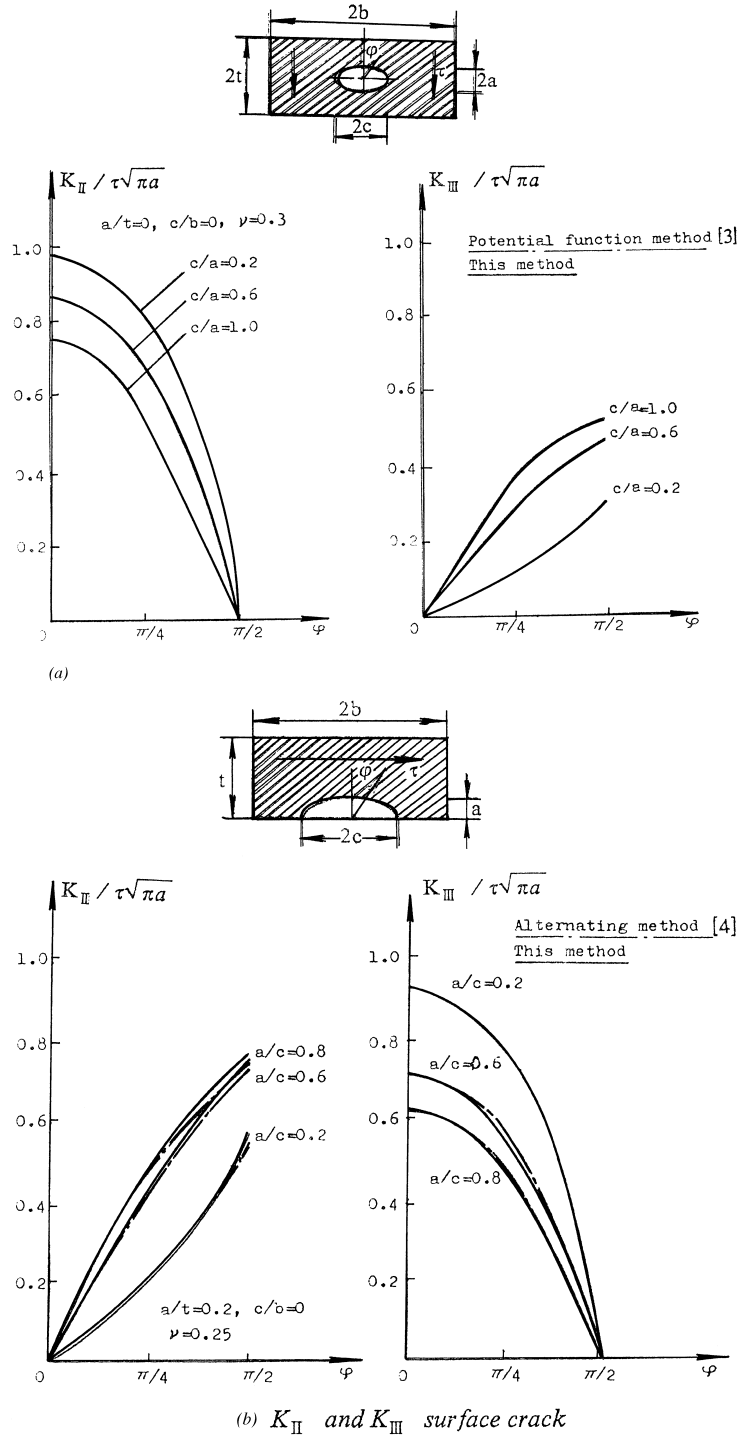 2b
φ
2t
τ
2a
2c
K_II / τ√πa
a/t=0, c/b=0, ν=0.3
1.0
c/a=0.2
c/a=0.6
0.8
c/a=1.0
0.6
0.4
0.2
0
π/4
π/2
φ
K_III / τ√πa
Potential function method [3]
This method
1.0
0.8
0.6
c/a=1.0
c/a=0.6
0.4
c/a=0.2
0.2
0
π/4
π/2
φ
(a)
2b
t
φ
τ
a
2c
K_II / τ√πa
1.0
0.8
a/c=0.8
a/c=0.6
0.6
a/c=0.2
0.4
0.2
a/t=0.2, c/b=0
ν=0.25
0
π/4
π/2
φ
K_III / τ√πa
Alternating method [4]
This method
1.0
a/c=0.2
0.8
a/c=0.6
0.6
a/c=0.8
0.4
0.2
0
π/4
π/2
φ
(b) K_II and K_III surface crack